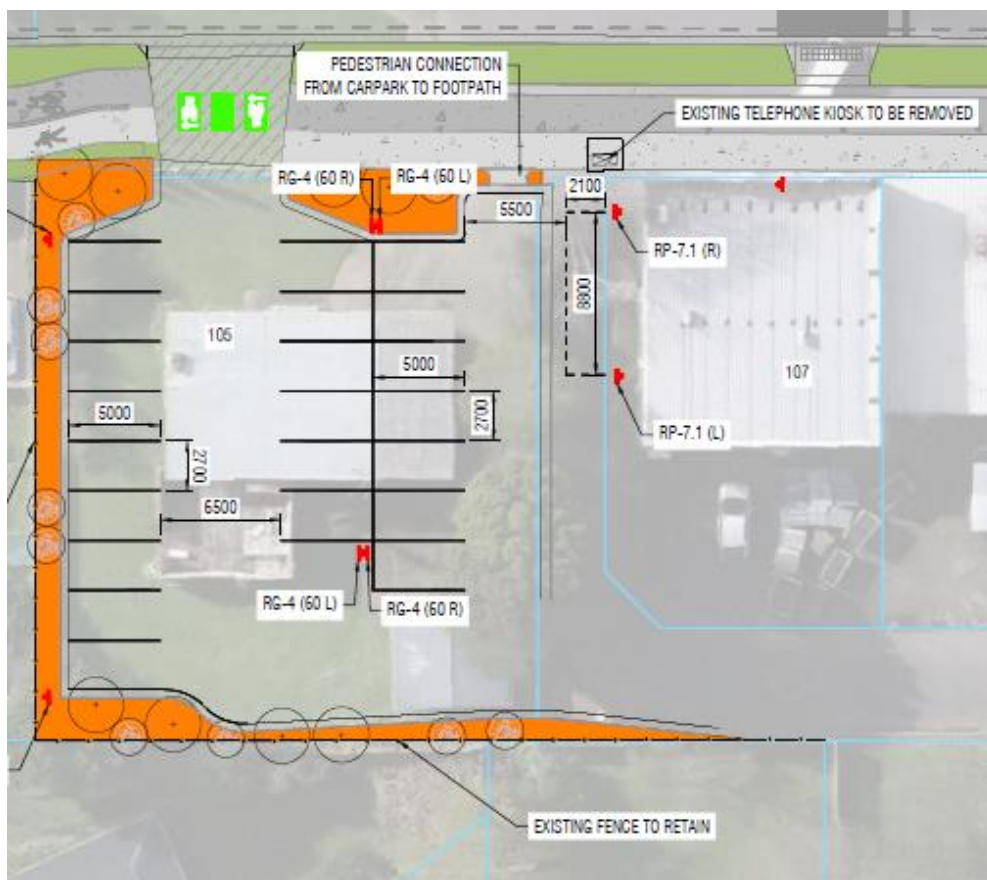 PEDESTRIAN CONNECTION
FROM CARPARK TO FOOTPATH
EXISTING TELEPHONE KIOSK TO BE REMOVED
RG-4 (60 R)
RG-4 (60 L)
2100
5500
RP-7.1 (R)
8800
105
5000
107
2700
5000
RP-7.1 (L)
2700
6500
RG-4 (60 L)
RG-4 (60 R)
EXISTING FENCE TO RETAIN